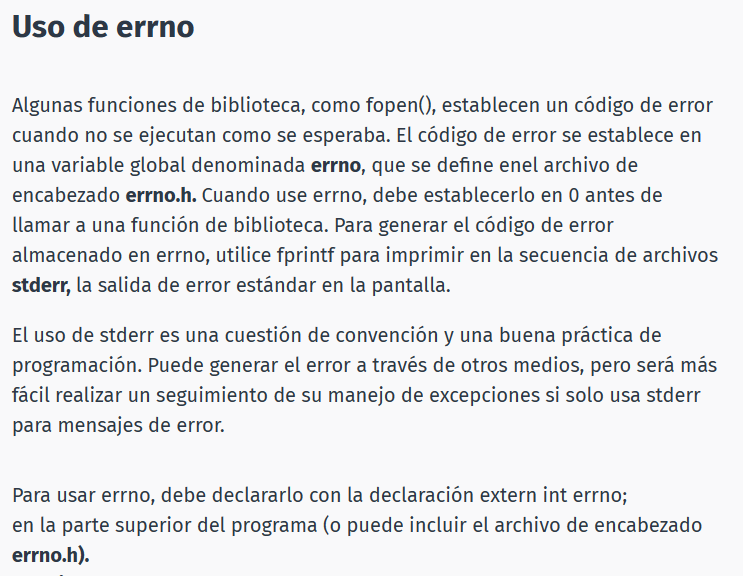 Uso de errno
Algunas funciones de biblioteca, como fopen(), establecen un código de error
cuando no se ejecutan como se esperaba. El código de error se establece en
una variable global denominada errno, que se define enel archivo de
encabezado errno.h. Cuando use errno, debe establecerlo en 0 antes de
llamar a una función de biblioteca. Para generar el código de error
almacenado en errno, utilice fprintf para imprimir en la secuencia de archivos
stderr, la salida de error estándar en la pantalla.
El uso de stderr es una cuestión de convención y una buena práctica de
programación. Puede generar el error a través de otros medios, pero será más
fácil realizar un seguimiento de su manejo de excepciones si solo usa stderr
para mensajes de error.
Para usar errno, debe declararlo con la declaración extern int errno;
en la parte superior del programa (o puede incluir el archivo de encabezado
errno.h).